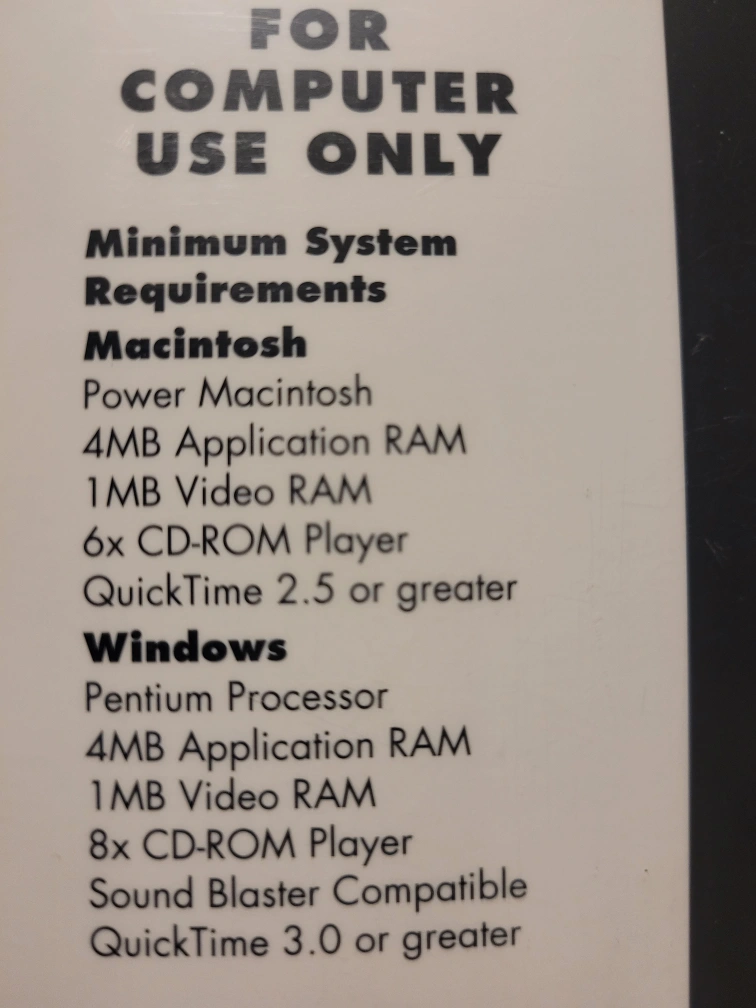 FOR
COMPUTER
USE ONLY
Minimum System
Requirements
Macintosh
Power Macintosh
4MB Application RAM
1MB Video RAM
6x CD-ROM Player
QuickTime 2.5 or greater
Windows
Pentium Processor
4MB Application RAM
1MB Video RAM
8x CD-ROM Player
Sound Blaster Compatible
QuickTime 3.0 or greater